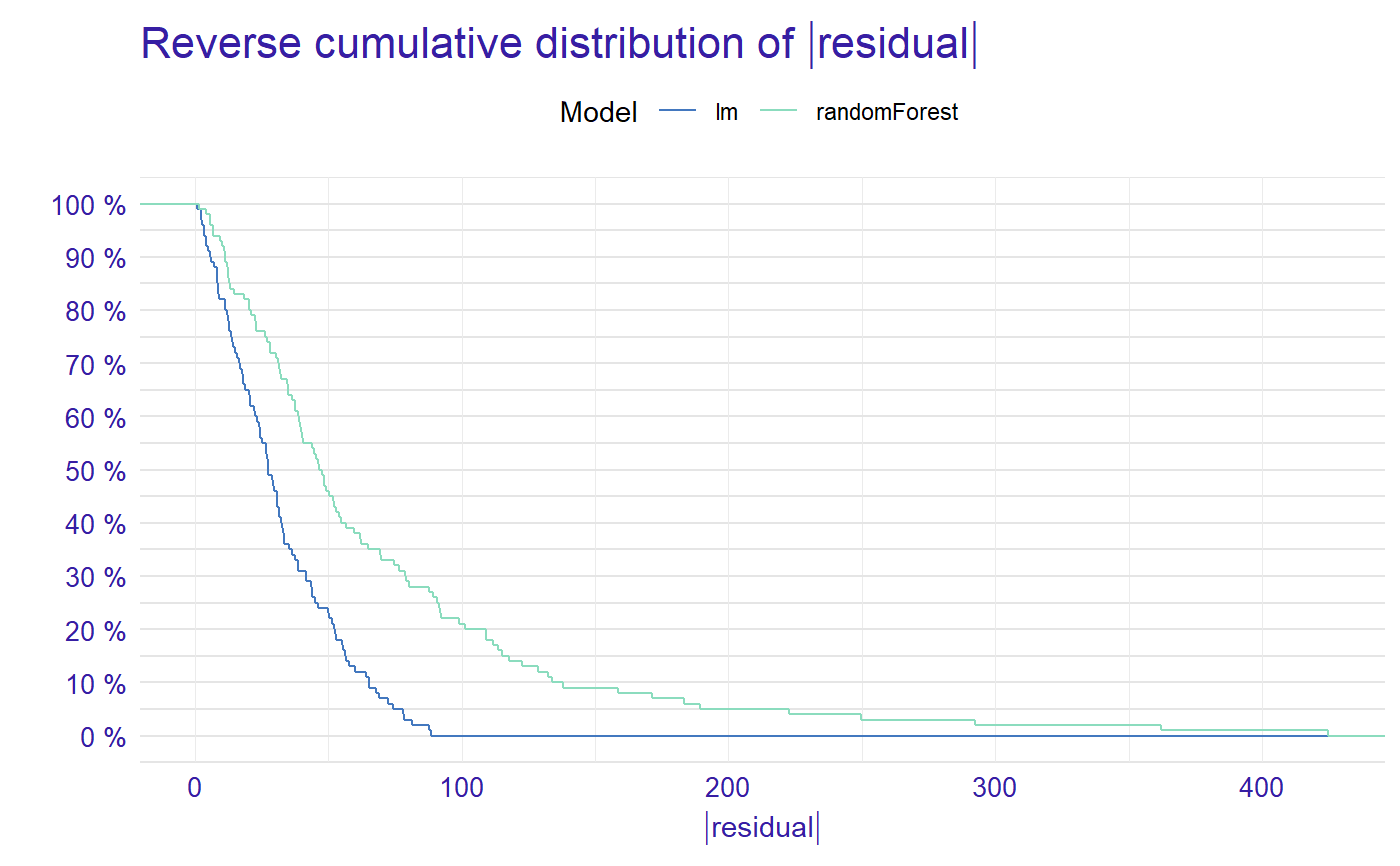 Reverse cumulative distribution of |residual|
Model lm randomForest
100 %
90 %
80 %
70 %
60 %
50 %
40 %
30 %
20 %
10 %
0 %
0 100 200 300 400
|residual|